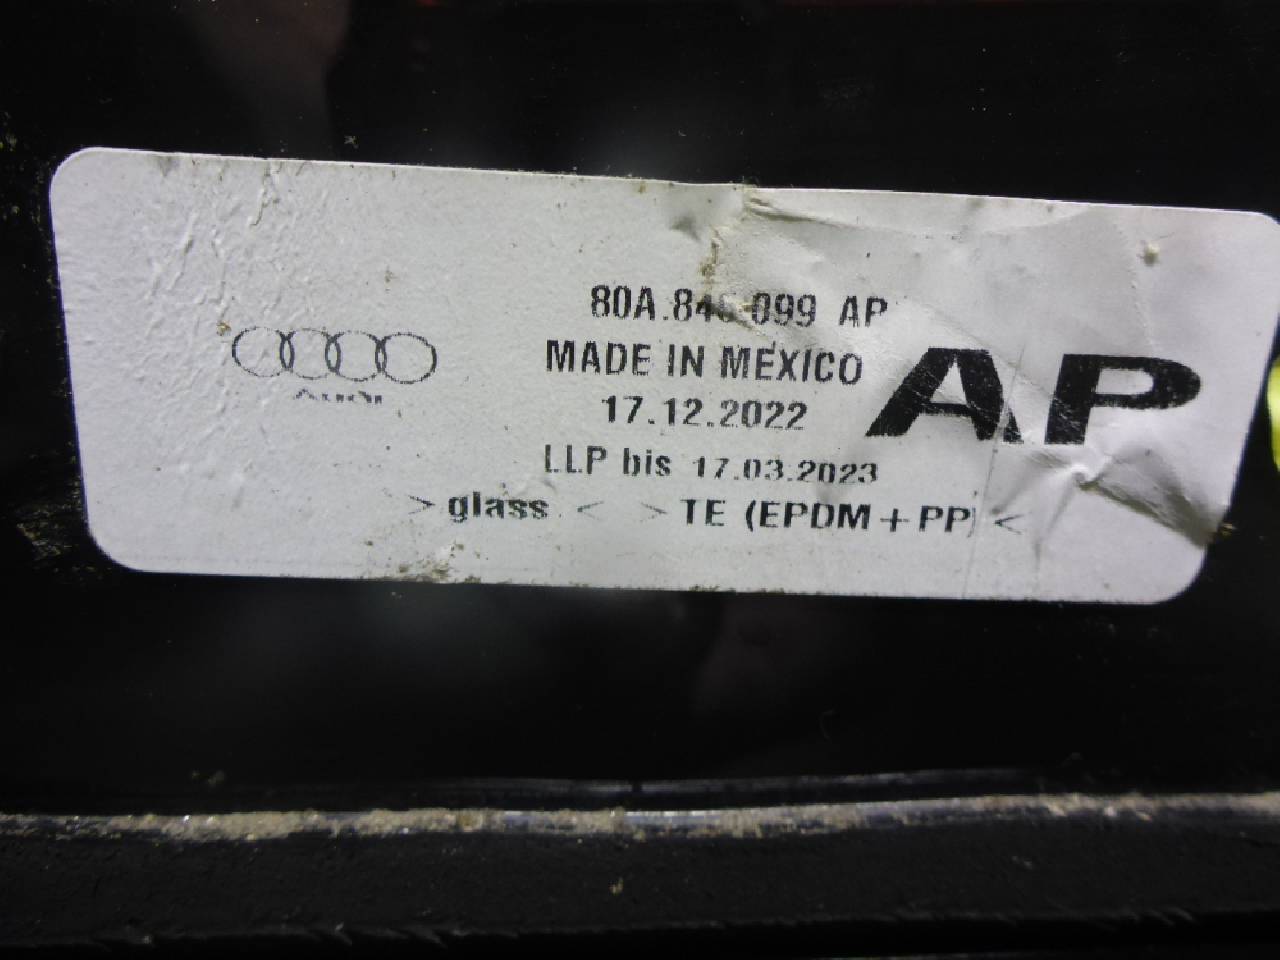 80A.845.099 AP
MADE IN MEXICO
AP
17.12.2022
LLP bis 17.03.2023
>glass< >TE (EPDM+PP)<
Audi